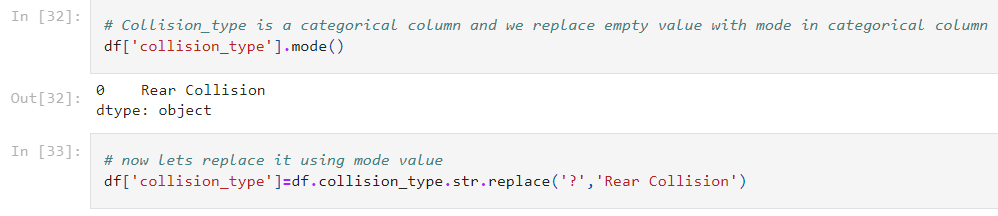 In [32]:
# Collision_type is a categorical column and we replace empty value with mode in categorical column
df['collision_type'].mode()
Out[32]:
0    Rear Collision
dtype: object
In [33]:
# now lets replace it using mode value
df['collision_type']=df.collision_type.str.replace('?','Rear Collision')